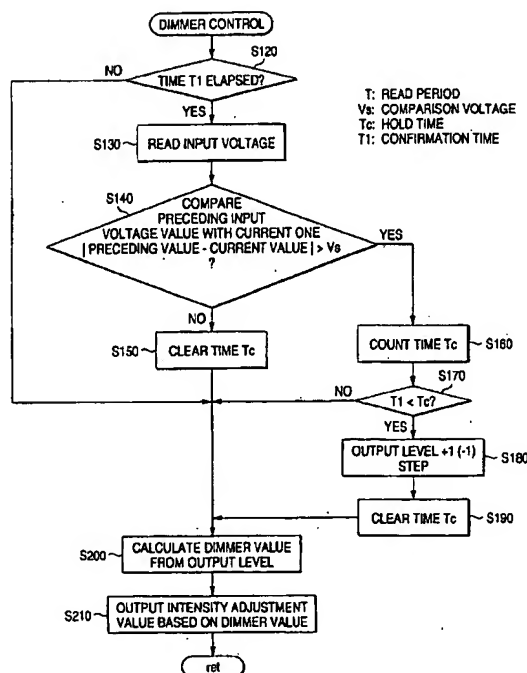 DIMMER CONTROL
S120
NO
TIME T1 ELAPSED?
YES
T: READ PERIOD
Vs: COMPARISON VOLTAGE
Tc: HOLD TIME
T1: CONFIRMATION TIME
S130
READ INPUT VOLTAGE
S140
COMPARE
PRECEDING INPUT
VOLTAGE VALUE WITH CURRENT ONE
| PRECEDING VALUE - CURRENT VALUE | > Vs
?
YES
NO
S150
CLEAR TIME Tc
COUNT TIME Tc
S160
S170
NO
T1 < Tc?
YES
OUTPUT LEVEL +1 (-1)
STEP
S180
CLEAR TIME Tc
S190
S200
CALCULATE DIMMER VALUE
FROM OUTPUT LEVEL
S210
OUTPUT INTENSITY ADJUSTMENT
VALUE BASED ON DIMMER VALUE
ret